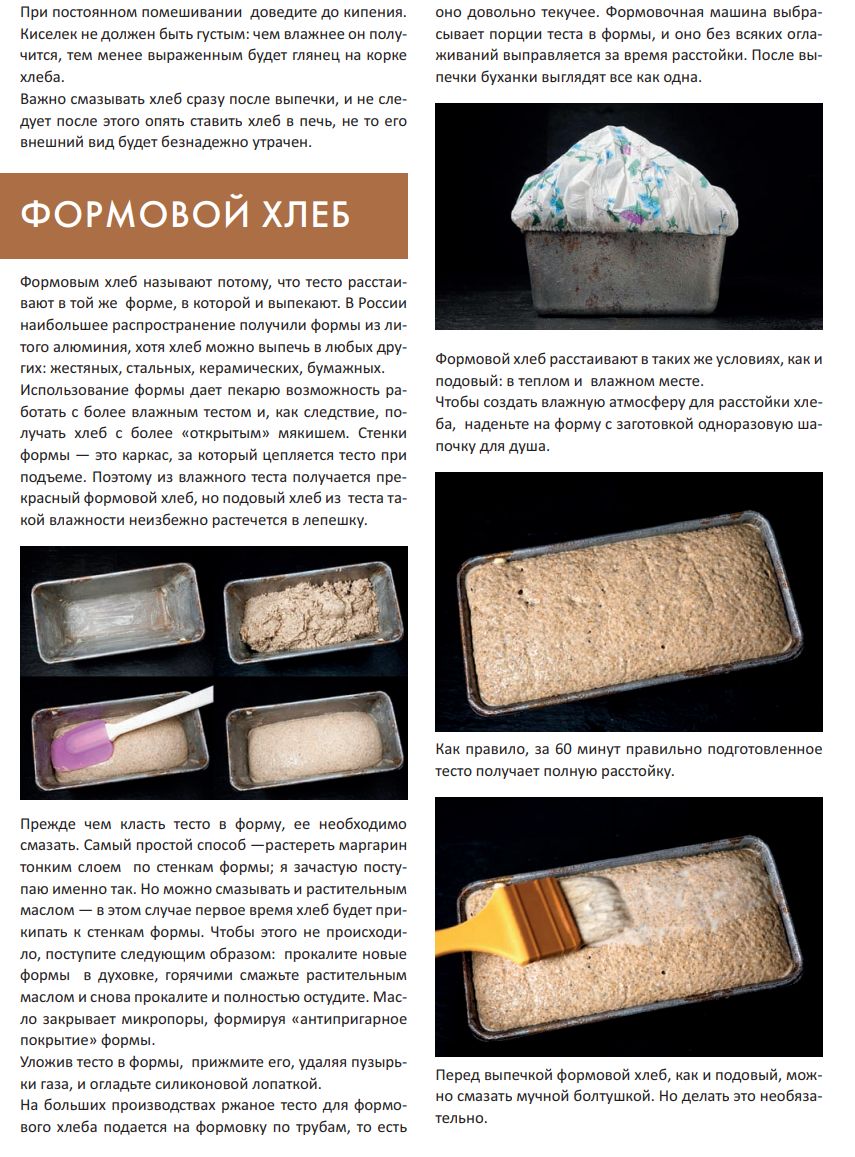 При постоянном помешивании доведите до кипения.
Киселек не должен быть густым: чем влажнее он полу-
чится, тем менее выраженным будет глянец на корке
хлеба.
Важно смазывать хлеб сразу после выпечки, и не сле-
дует после этого опять ставить хлеб в печь, не то его
внешний вид будет безнадежно утрачен.
ФОРМОВОЙ ХЛЕБ
Формовым хлеб называют потому, что тесто расстаи-
вают в той же форме, в которой и выпекают. В России
наибольшее распространение получили формы из ли-
того алюминия, хотя хлеб можно выпечь в любых дру-
гих: жестяных, стальных, керамических, бумажных.
Использование формы дает пекарю возможность ра-
ботать с более влажным тестом и, как следствие, по-
лучать хлеб с более «открытым» мякишем. Стенки
формы — это каркас, за который цепляется тесто при
подъеме. Поэтому из влажного теста получается пре-
красный формовой хлеб, но подовый хлеб из теста та-
кой влажности неизбежно растечется в лепешку.
Прежде чем класть тесто в форму, ее необходимо
смазать. Самый простой способ —растереть маргарин
тонким слоем по стенкам формы; я зачастую посту-
паю именно так. Но можно смазывать и растительным
маслом — в этом случае первое время хлеб будет при-
кипать к стенкам формы. Чтобы этого не происходи-
ло, поступите следующим образом: прокалите новые
формы в духовке, горячими смажьте растительным
маслом и снова прокалите и полностью остудите. Мас-
ло закрывает микропоры, формируя «антипригарное
покрытие» формы.
Уложив тесто в формы, прижмите его, удаляя пузырь-
ки газа, и огладьте силиконовой лопаткой.
На больших производствах ржаное тесто для формо-
вого хлеба подается на формовку по трубам, то есть
оно довольно текучее. Формовочная машина выбра-
сывает порции теста в формы, и оно без всяких огла-
живаний выправляется за время расстойки. После вы-
печки буханки выглядят все как одна.
Формовой хлеб расстаивают в таких же условиях, как и
подовый: в теплом и влажном месте.
Чтобы создать влажную атмосферу для расстойки хле-
ба, наденьте на форму с заготовкой одноразовую ша-
почку для душа.
Как правило, за 60 минут правильно подготовленное
тесто получает полную расстойку.
Перед выпечкой формовой хлеб, как и подовый, мож-
но смазать мучной болтушкой. Но делать это необяза-
тельно.